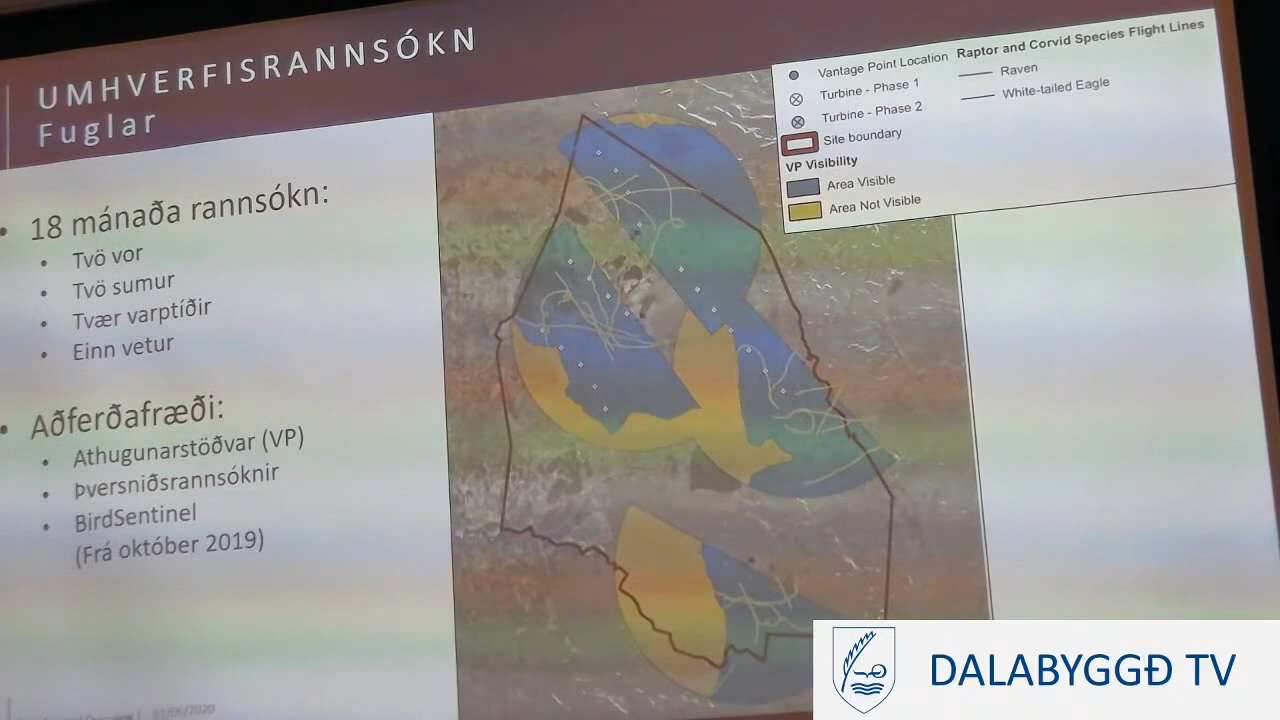 UMHVERFISRANNSÓKN
Fuglar
• 18 mánaða rannsókn:
• Tvö vor
• Tvö sumur
• Tvær varptíðir
• Einn vetur
• Aðferðafræði:
• Athugunarstöðvar (VP)
• Þversniðsrannsóknir
• BirdSentinel
(Frá október 2019)
Vantage Point Location
Turbine - Phase 1
Turbine - Phase 2
Site boundary
VP Visibility
Area Visible
Area Not Visible
Raptor and Corvid Species Flight Lines
Raven
White-tailed Eagle
DALABYGGÐ TV